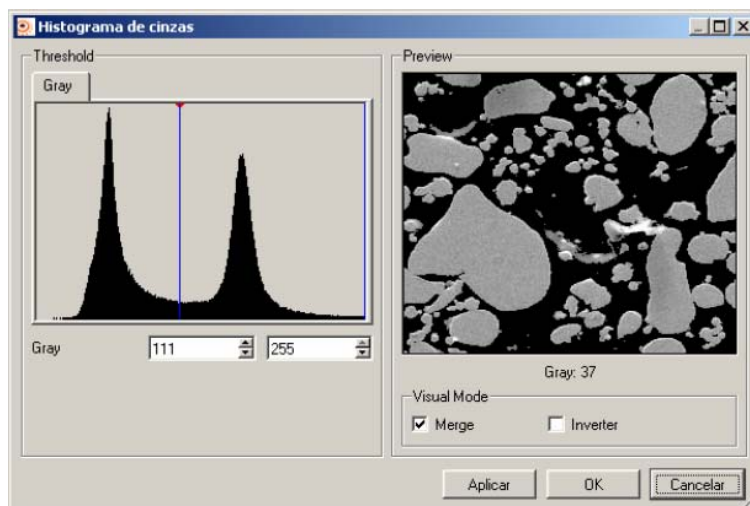 Histograma de cinzas
Threshold
Gray
Gray 111 255
Preview
Gray: 37
Visual Mode
Merge Inverter
Aplicar OK Cancelar